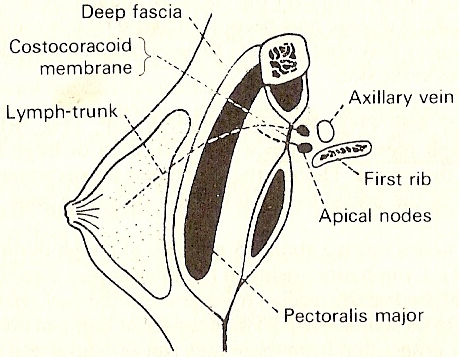 Deep fascia
Costocoracoid
membrane
Lymph-trunk
Axillary vein
First rib
Apical nodes
Pectoralis major